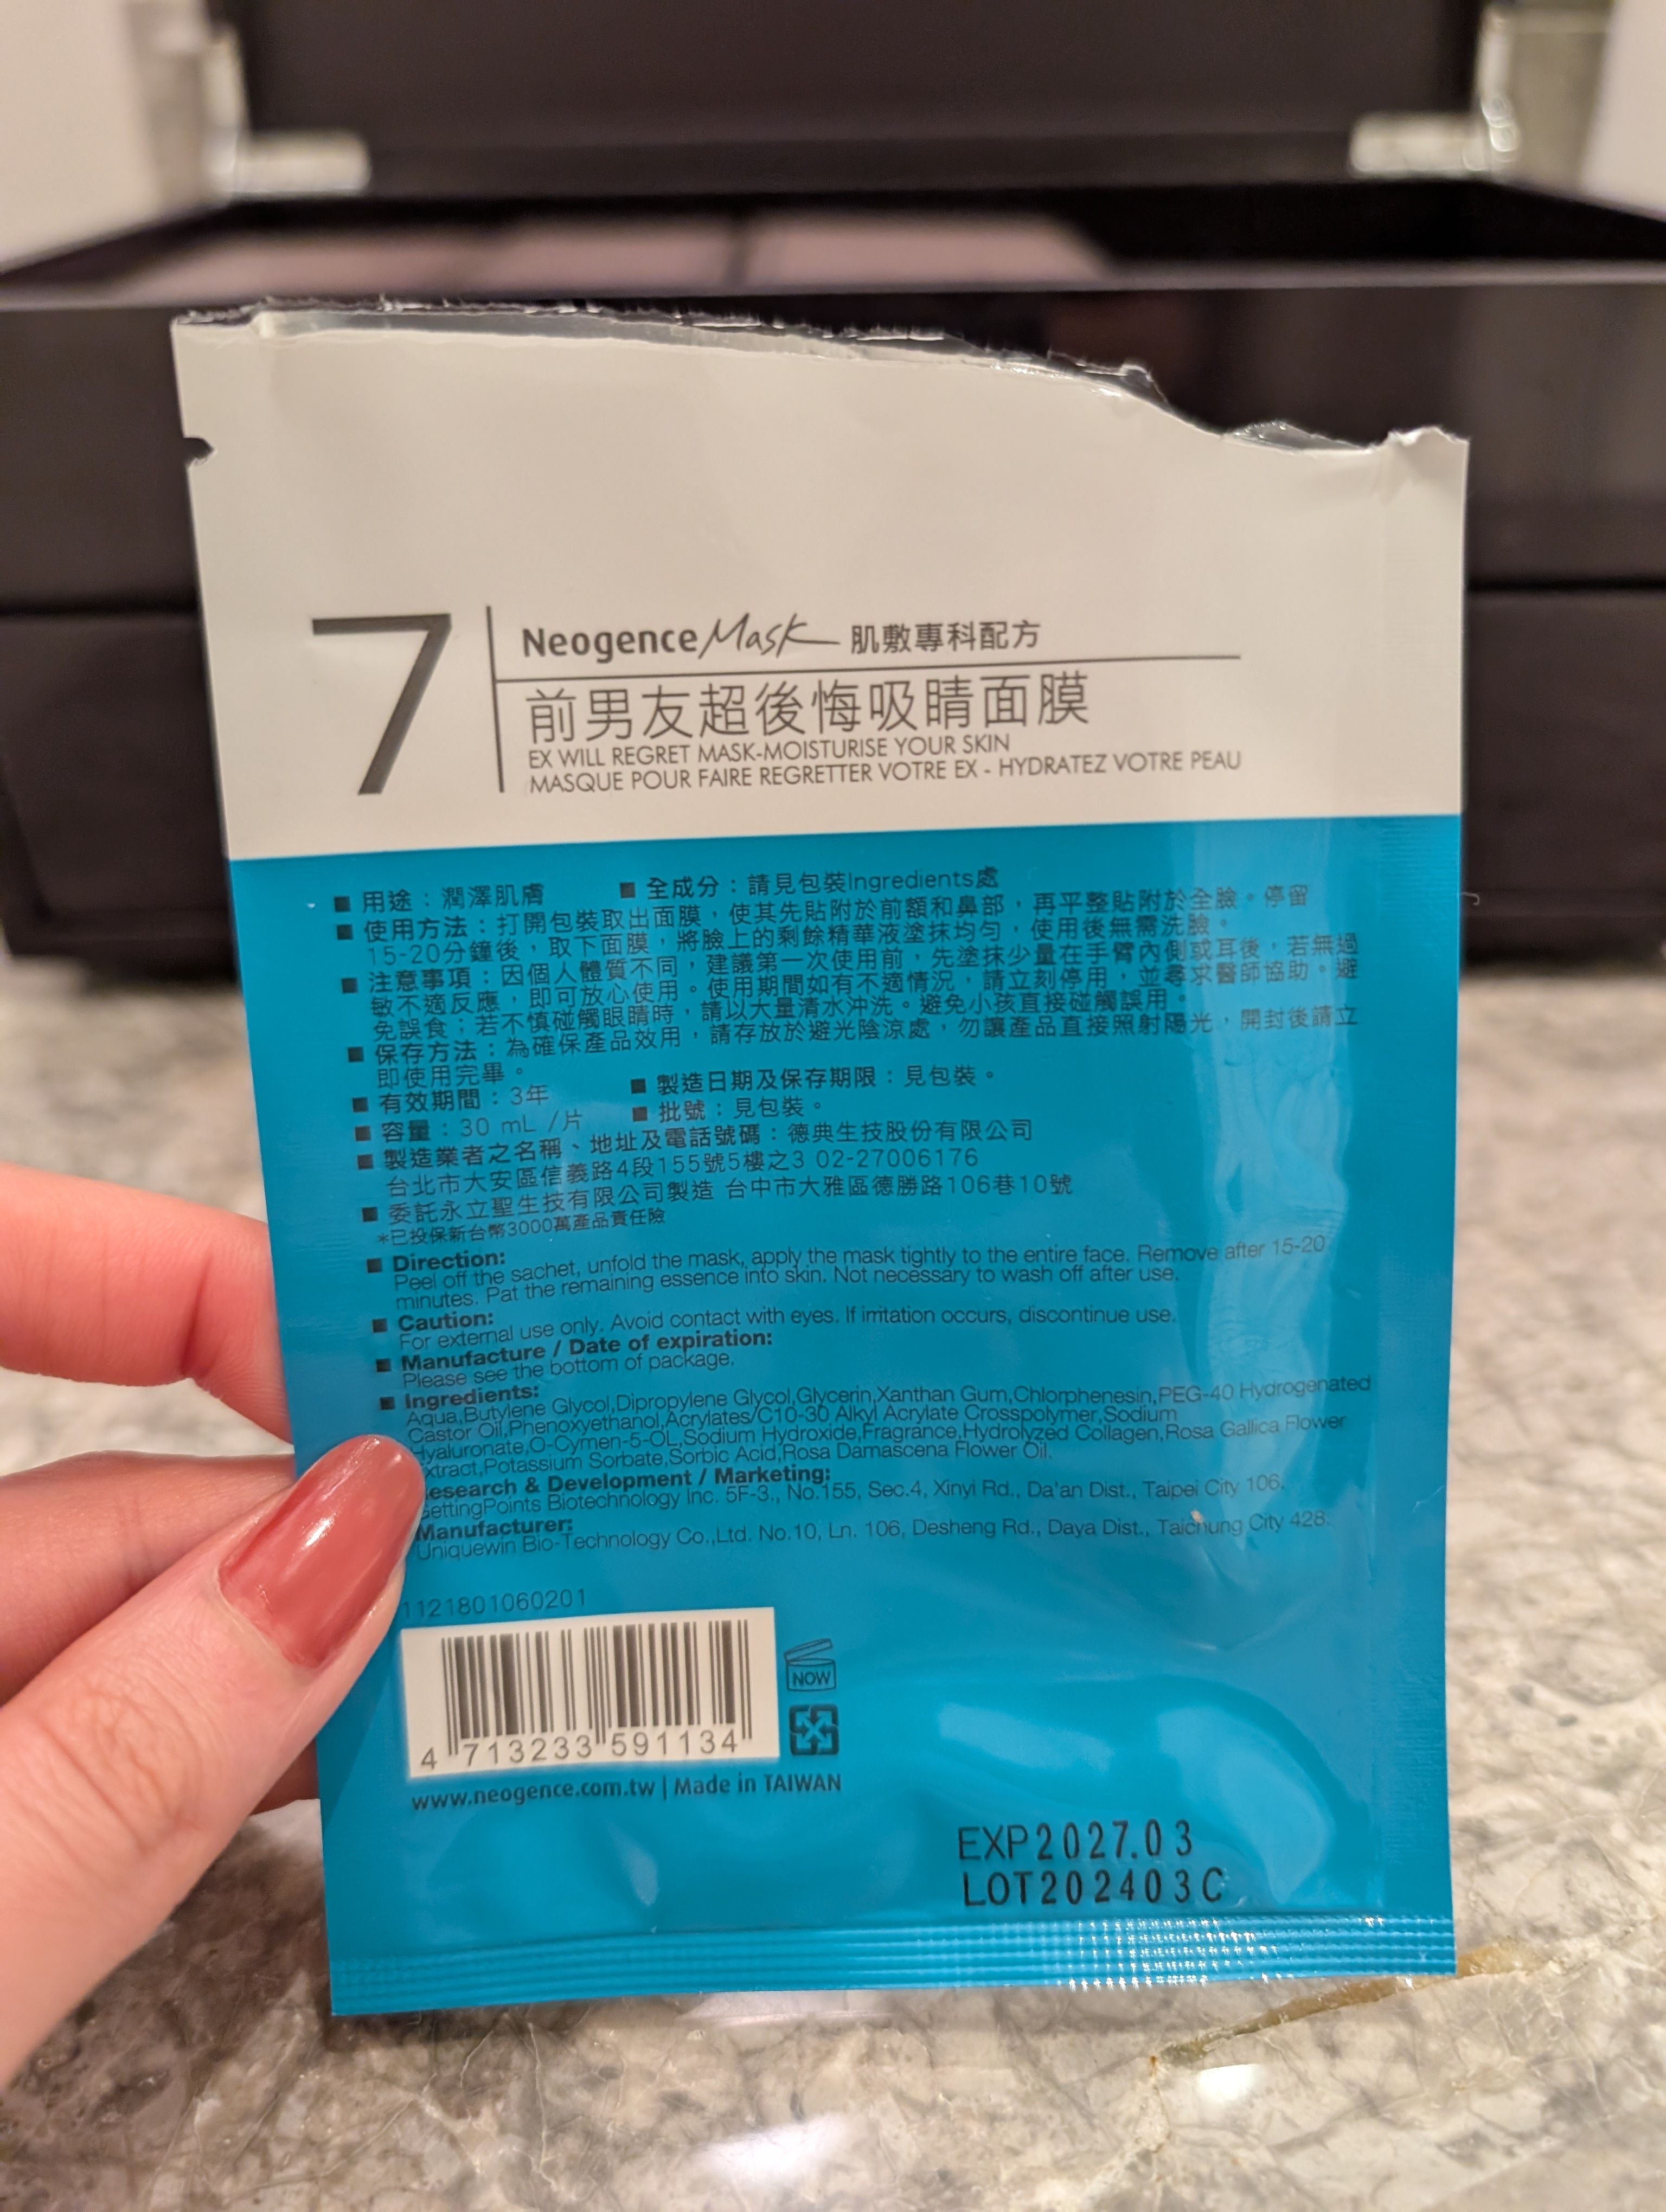 7
NeogenceMask 肌敷專科配方
前男友超後悔吸睛面膜
EX WILL REGRET MASK-MOISTURISE YOUR SKIN
MASQUE POUR FAIRE REGRETTER VOTRE EX - HYDRATEZ VOTRE PEAU
■ 用途：潤澤肌膚 ■ 全成分：請見包裝Ingredients處
■ 使用方法：打開包裝取出面膜，使其先貼附於前額和鼻部，再平整貼附於全臉。停留
15-20分鐘後，取下面膜，將臉上的剩餘精華液塗抹均勻，使用後無需洗臉。
■ 注意事項：因個人體質不同，建議第一次使用前，先塗抹少量在手臂內側或耳後，若無過
敏不適反應，即可放心使用。使用期間如有不適情況，請立刻停用，並尋求醫師協助。避
免誤食；若不慎碰觸眼睛時，請以大量清水沖洗。避免小孩直接碰觸誤用。
■ 保存方法：為確保產品效用，請存放於避光陰涼處，勿讓產品直接照射陽光，開封後請立
即使用完畢。
■ 有效期間：3年 ■ 製造日期及保存期限：見包裝。
■ 容量：30 mL /片 ■ 批號：見包裝。
■ 製造業者之名稱、地址及電話號碼：德典生技股份有限公司
台北市大安區信義路4段155號5樓之3 02-27006176
■ 委託永立聖生技有限公司製造 台中市大雅區德勝路106巷10號
*已投保新台幣3000萬產品責任險
■ Direction:
Peel off the sachet, unfold the mask, apply the mask tightly to the entire face. Remove after 15-20
minutes. Pat the remaining essence into skin. Not necessary to wash off after use.
■ Caution:
For external use only. Avoid contact with eyes. If irritation occurs, discontinue use.
■ Manufacture / Date of expiration:
Please see the bottom of package.
■ Ingredients:
Aqua,Butylene Glycol,Dipropylene Glycol,Glycerin,Xanthan Gum,Chlorphenesin,PEG-40 Hydrogenated
Castor Oil,Phenoxyethanol,Acrylates/C10-30 Alkyl Acrylate Crosspolymer,Sodium
Hyaluronate,O-Cymen-5-OL,Sodium Hydroxide,Fragrance,Hydrolyzed Collagen,Rosa Gallica Flower
xtract,Potassium Sorbate,Sorbic Acid,Rosa Damascena Flower Oil.
esearch & Development / Marketing:
ettingPoints Biotechnology Inc. 5F-3., No.155, Sec.4, Xinyi Rd., Da'an Dist., Taipei City 106.
Manufacturer:
Uniquewin Bio-Technology Co.,Ltd. No.10, Ln. 106, Desheng Rd., Daya Dist., Taichung City 428.
1121801060201
NOW
4 713233 591134
www.neogence.com.tw | Made in TAIWAN
EXP2027.03
LOT202403C